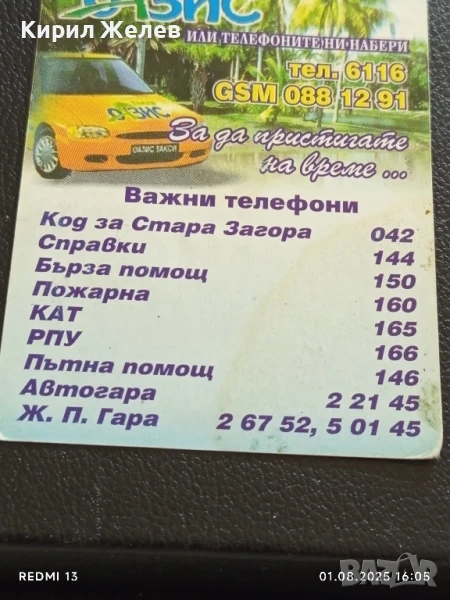 Кирил Желев
ОАЗИС
ИЛИ ТЕЛЕФОНИТЕ НИ НАБЕРИ
тел. 6116
GSM 088 12 91
ОАЗИС
ОАЗИС ТАКСИ
За да пристигате
на време ...
Важни телефони
Код за Стара Загора 042
Справки 144
Бърза помощ 150
Пожарна 160
КАТ 165
РПУ 166
Пътна помощ 146
Автогара 2 21 45
Ж. П. Гара 2 67 52, 5 01 45
REDMI 13
01.08.2025 16:05
BAZAR